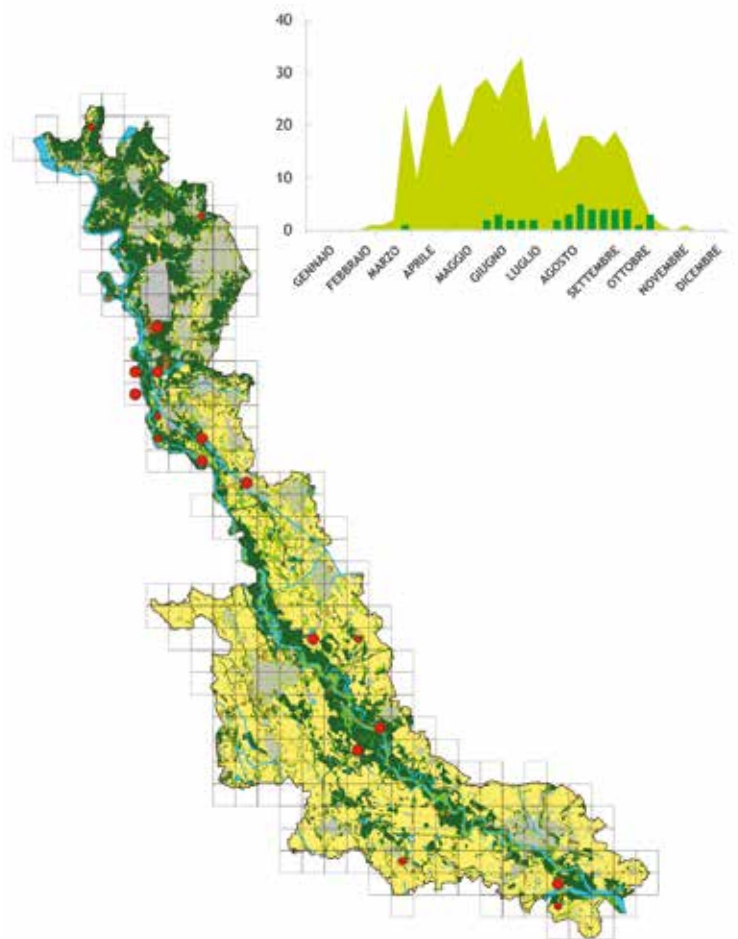 40
30
20
10
0
GENNAIO
FEBBRAIO
MARZO
APRILE
MAGGIO
GIUGNO
LUGLIO
AGOSTO
SETTEMBRE
OTTOBRE
NOVEMBRE
DICEMBRE